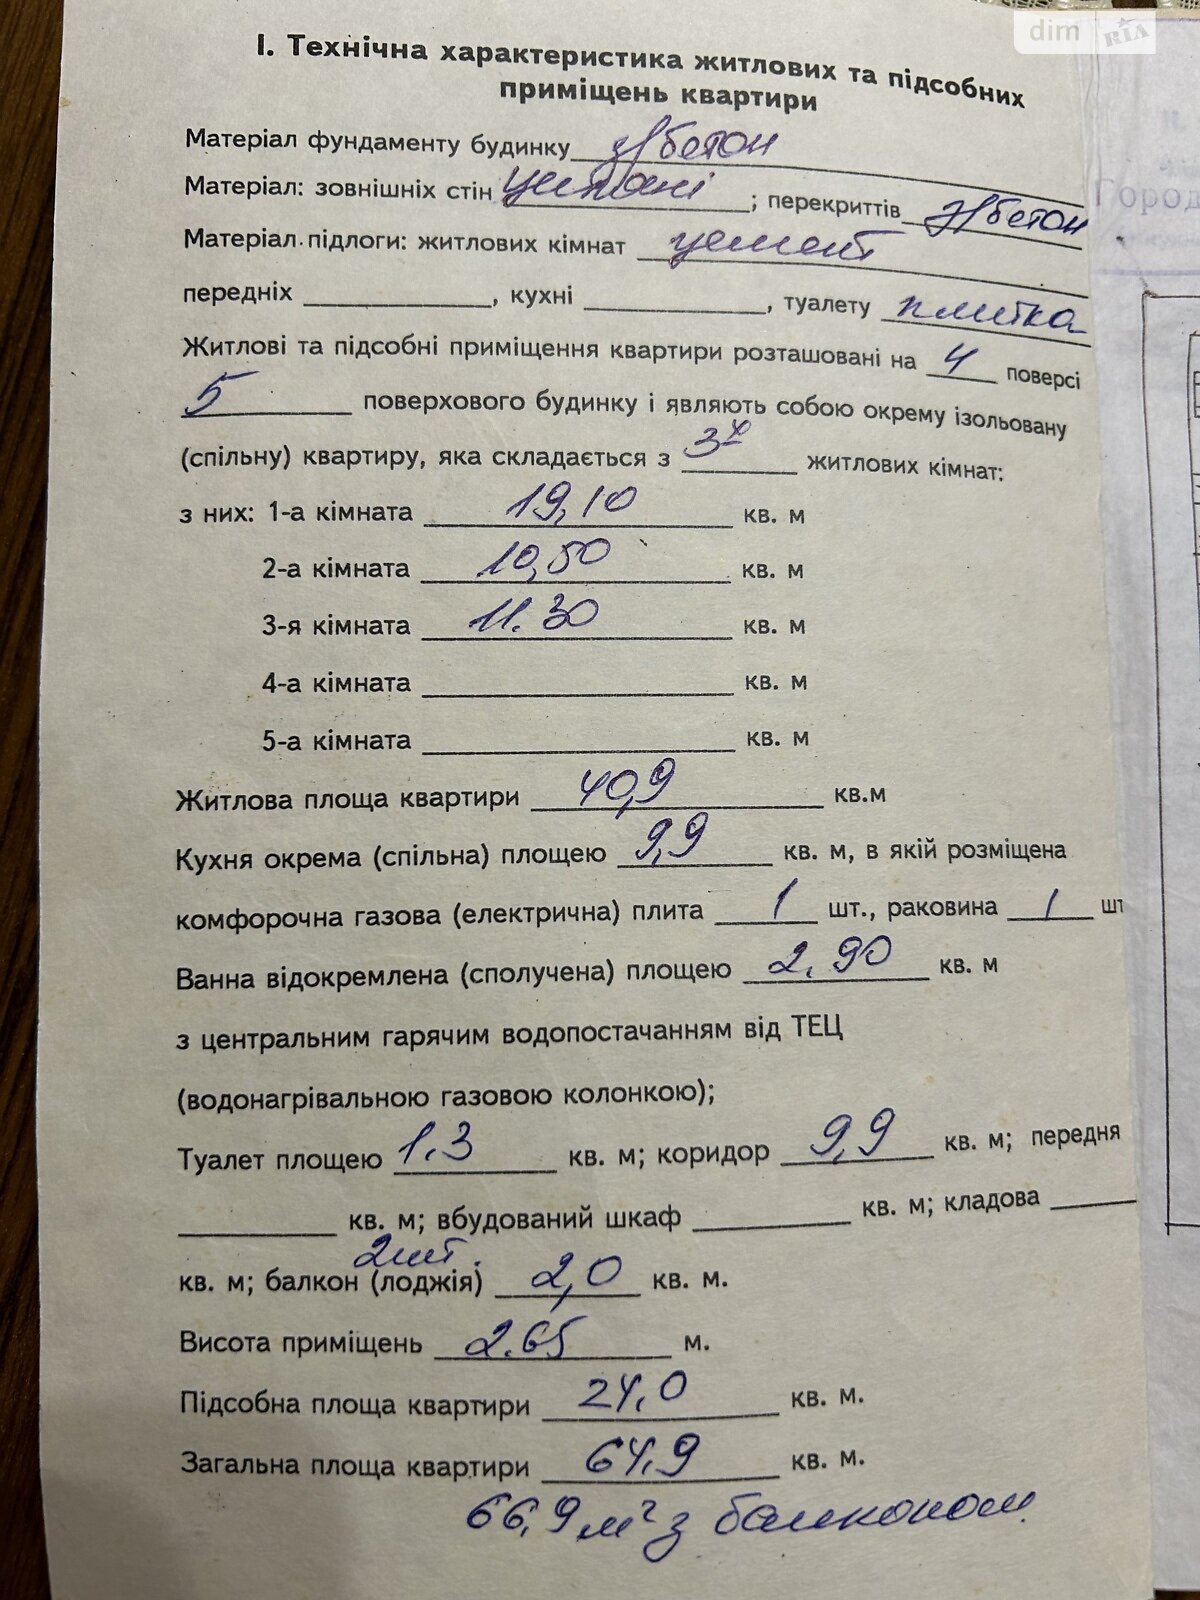 dim RIA
І. Технічна характеристика житлових та підсобних
приміщень квартири
Матеріал фундаменту будинку з/бетон
Матеріал: зовнішніх стін ; перекриттів з/бетон
Матеріал підлоги: житлових кімнат цемент
передніх , кухні , туалету плитка
Житлові та підсобні приміщення квартири розташовані на 4 поверсі
5 поверхового будинку і являють собою окрему ізольовану
(спільну) квартиру, яка складається з 3х житлових кімнат:
з них: 1-а кімната 19,10 кв. м
2-а кімната 10,50 кв. м
3-я кімната 11.30 кв. м
4-а кімната кв. м
5-а кімната кв. м
Житлова площа квартири 40,9 кв.м
Кухня окрема (спільна) площею 9,9 кв. м, в якій розміщена
комфорочна газова (електрична) плита 1 шт., раковина 1 шт
Ванна відокремлена (сполучена) площею 2.90 кв. м
з центральним гарячим водопостачанням від ТЕЦ
(водонагрівальною газовою колонкою);
Туалет площею 1.3 кв. м; коридор 9,9 кв. м; передня
кв. м; вбудований шкаф кв. м; кладова
2шт.
кв. м; балкон (лоджія) 2,0 кв. м.
Висота приміщень 2.65 м.
Підсобна площа квартири 24,0 кв. м.
Загальна площа квартири 64,9 кв. м.
66,9 м² з балконом
Город